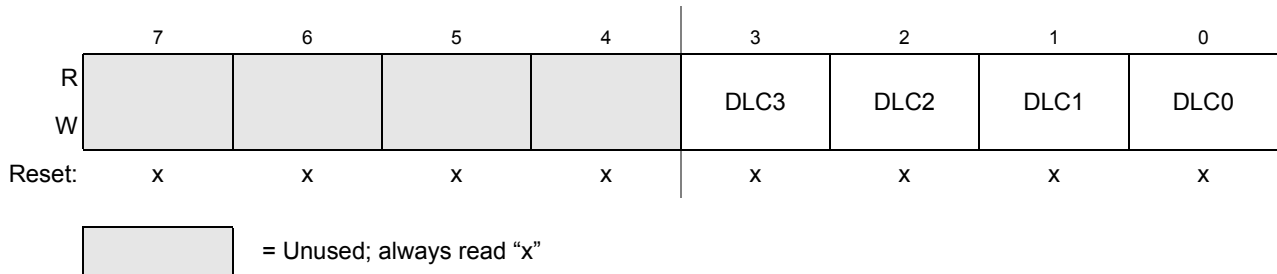 7 6 5 4 3 2 1 0
R
DLC3 DLC2 DLC1 DLC0
W
Reset: x x x x x x x x
= Unused; always read “x”